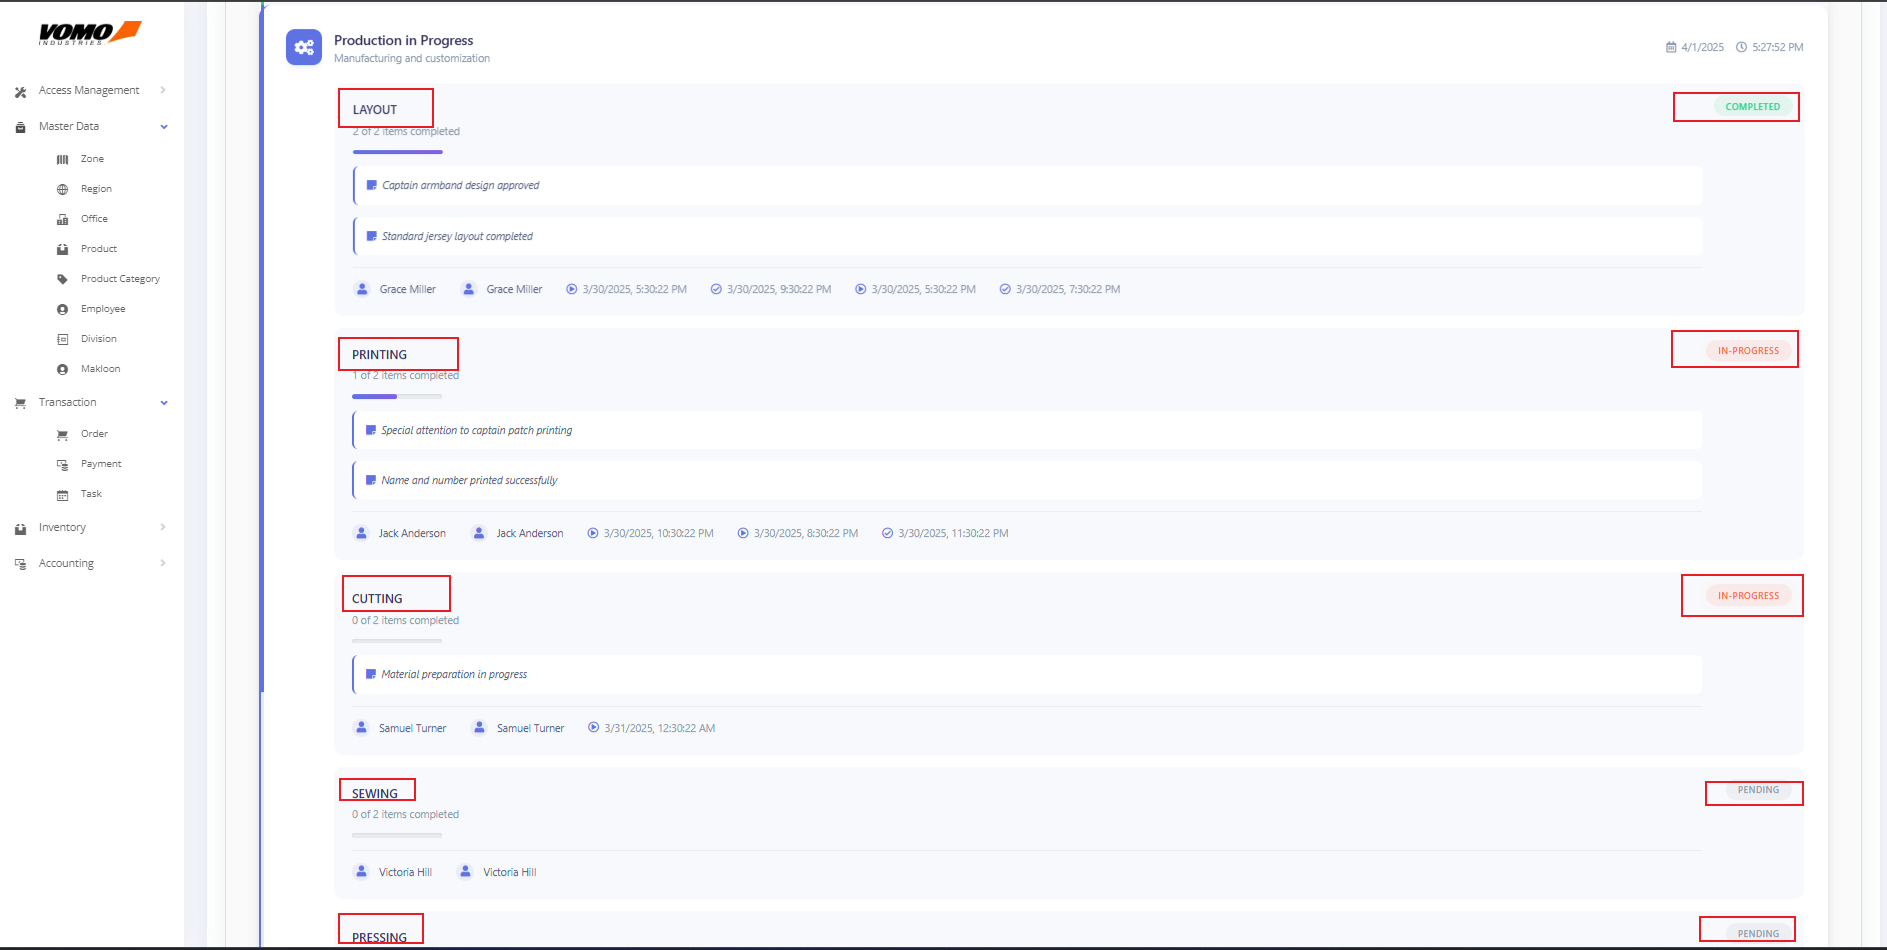 VOMO
INDUSTRIES
Access Management
Master Data
Zone
Region
Office
Product
Product Category
Employee
Division
Makloon
Transaction
Order
Payment
Task
Inventory
Accounting
Production in Progress
Manufacturing and customization
4/1/2025 5:27:52 PM
LAYOUT
COMPLETED
2 of 2 items completed
Captain armband design approved
Standard jersey layout completed
Grace Miller Grace Miller 3/30/2025, 5:30:22 PM 3/30/2025, 9:30:22 PM 3/30/2025, 5:30:22 PM 3/30/2025, 7:30:22 PM
PRINTING
IN-PROGRESS
1 of 2 items completed
Special attention to captain patch printing
Name and number printed successfully
Jack Anderson Jack Anderson 3/30/2025, 10:30:22 PM 3/30/2025, 8:30:22 PM 3/30/2025, 11:30:22 PM
CUTTING
IN-PROGRESS
0 of 2 items completed
Material preparation in progress
Samuel Turner Samuel Turner 3/31/2025, 12:30:22 AM
SEWING
PENDING
0 of 2 items completed
Victoria Hill Victoria Hill
PRESSING
PENDING